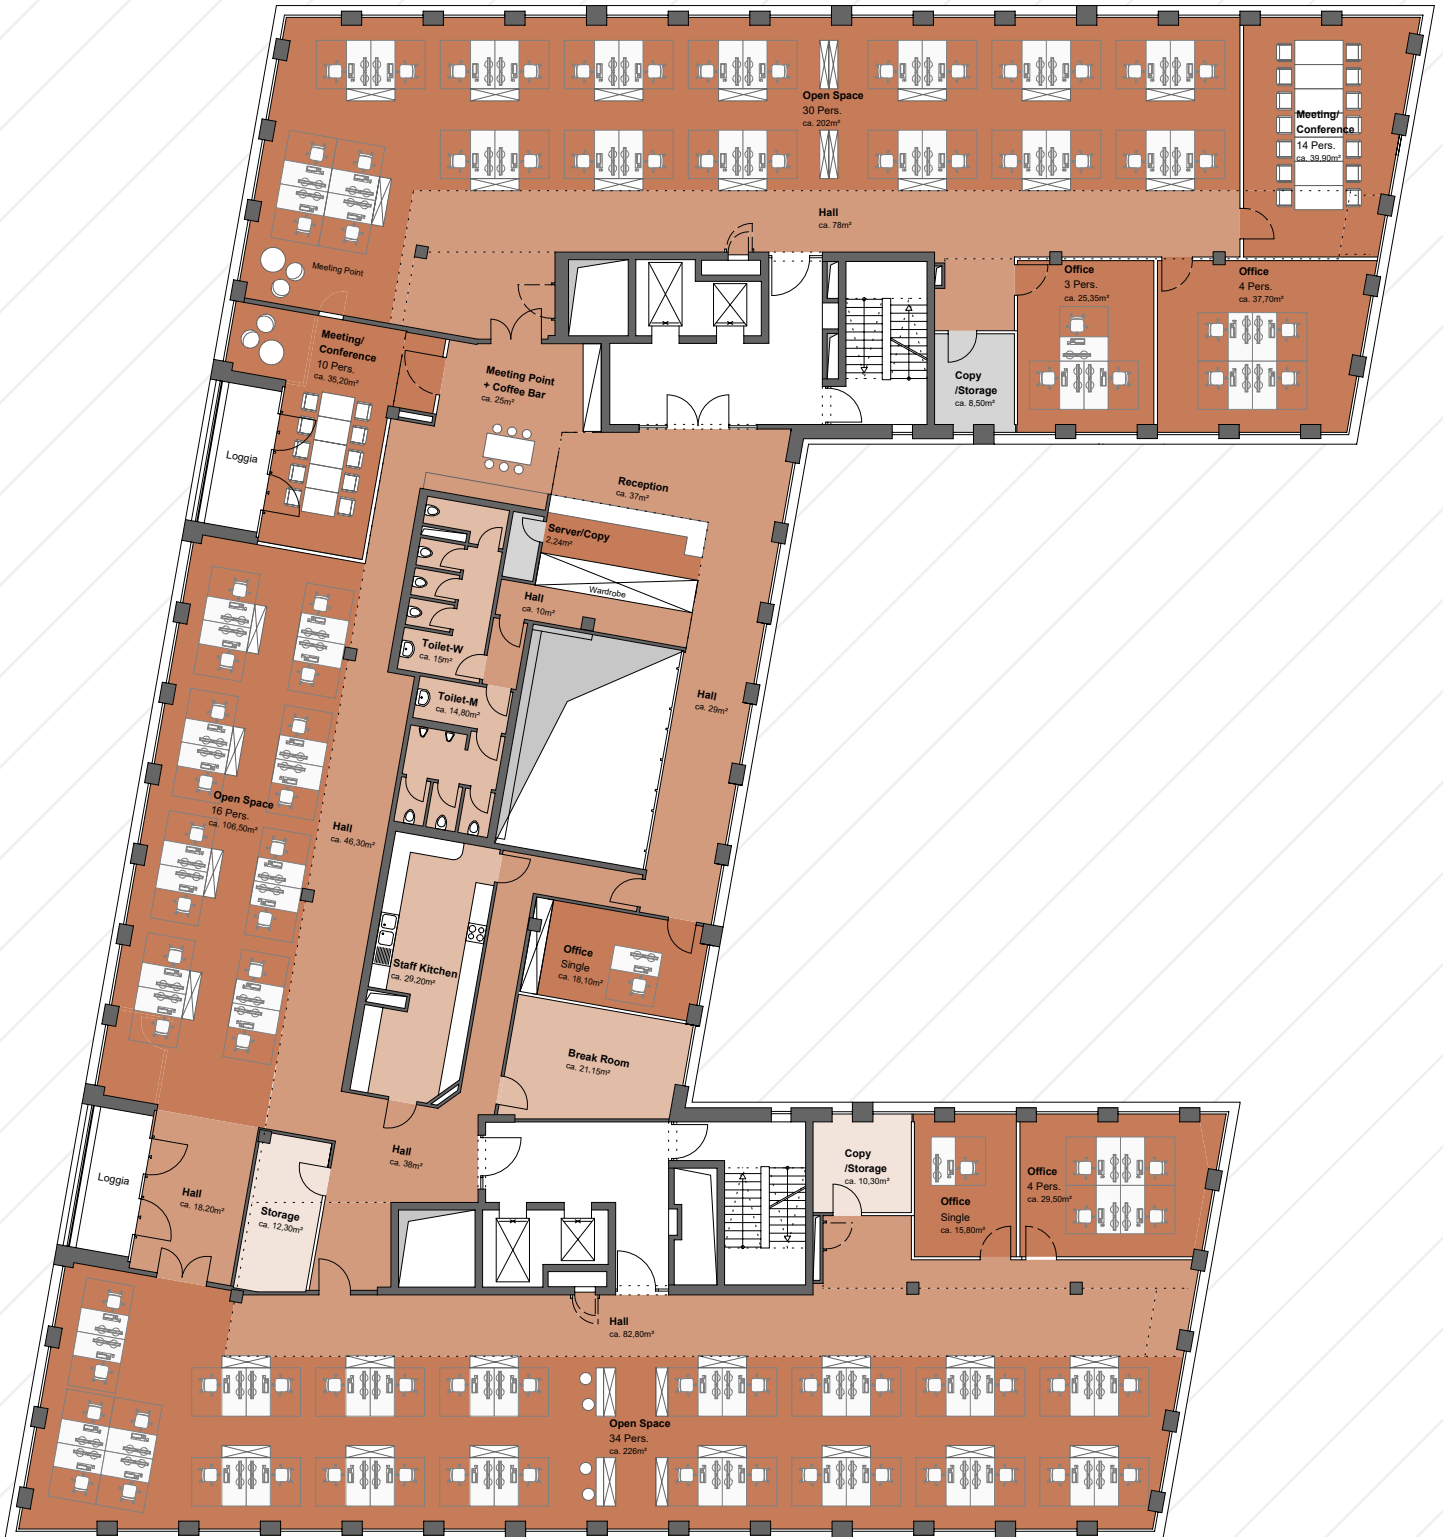 Open Space
30 Pers.
ca. 202m²
Meeting/
Conference
14 Pers.
ca. 39,90m²
Hall
ca. 78m²
Meeting Point
Office
3 Pers.
ca. 25,35m²
Office
4 Pers.
ca. 37,70m²
Meeting/
Conference
10 Pers.
ca. 35,20m²
Meeting Point
+ Coffee Bar
ca. 25m²
Copy
/Storage
ca. 8,50m²
Loggia
Reception
ca. 37m²
Server/Copy
2,24m²
Wardrobe
Hall
ca. 10m²
Toilet-W
ca. 15m²
Toilet-M
ca. 14,80m²
Hall
ca. 29m²
Open Space
16 Pers.
ca. 106,50m²
Hall
ca. 46,30m²
Staff Kitchen
ca. 29,20m²
Office
Single
ca. 18,10m²
Break Room
ca. 21,15m²
Hall
ca. 38m²
Copy
/Storage
ca. 10,30m²
Office
Single
ca. 15,80m²
Office
4 Pers.
ca. 29,50m²
Loggia
Hall
ca. 18,20m²
Storage
ca. 12,30m²
Hall
ca. 82,80m²
Open Space
34 Pers.
ca. 226m²